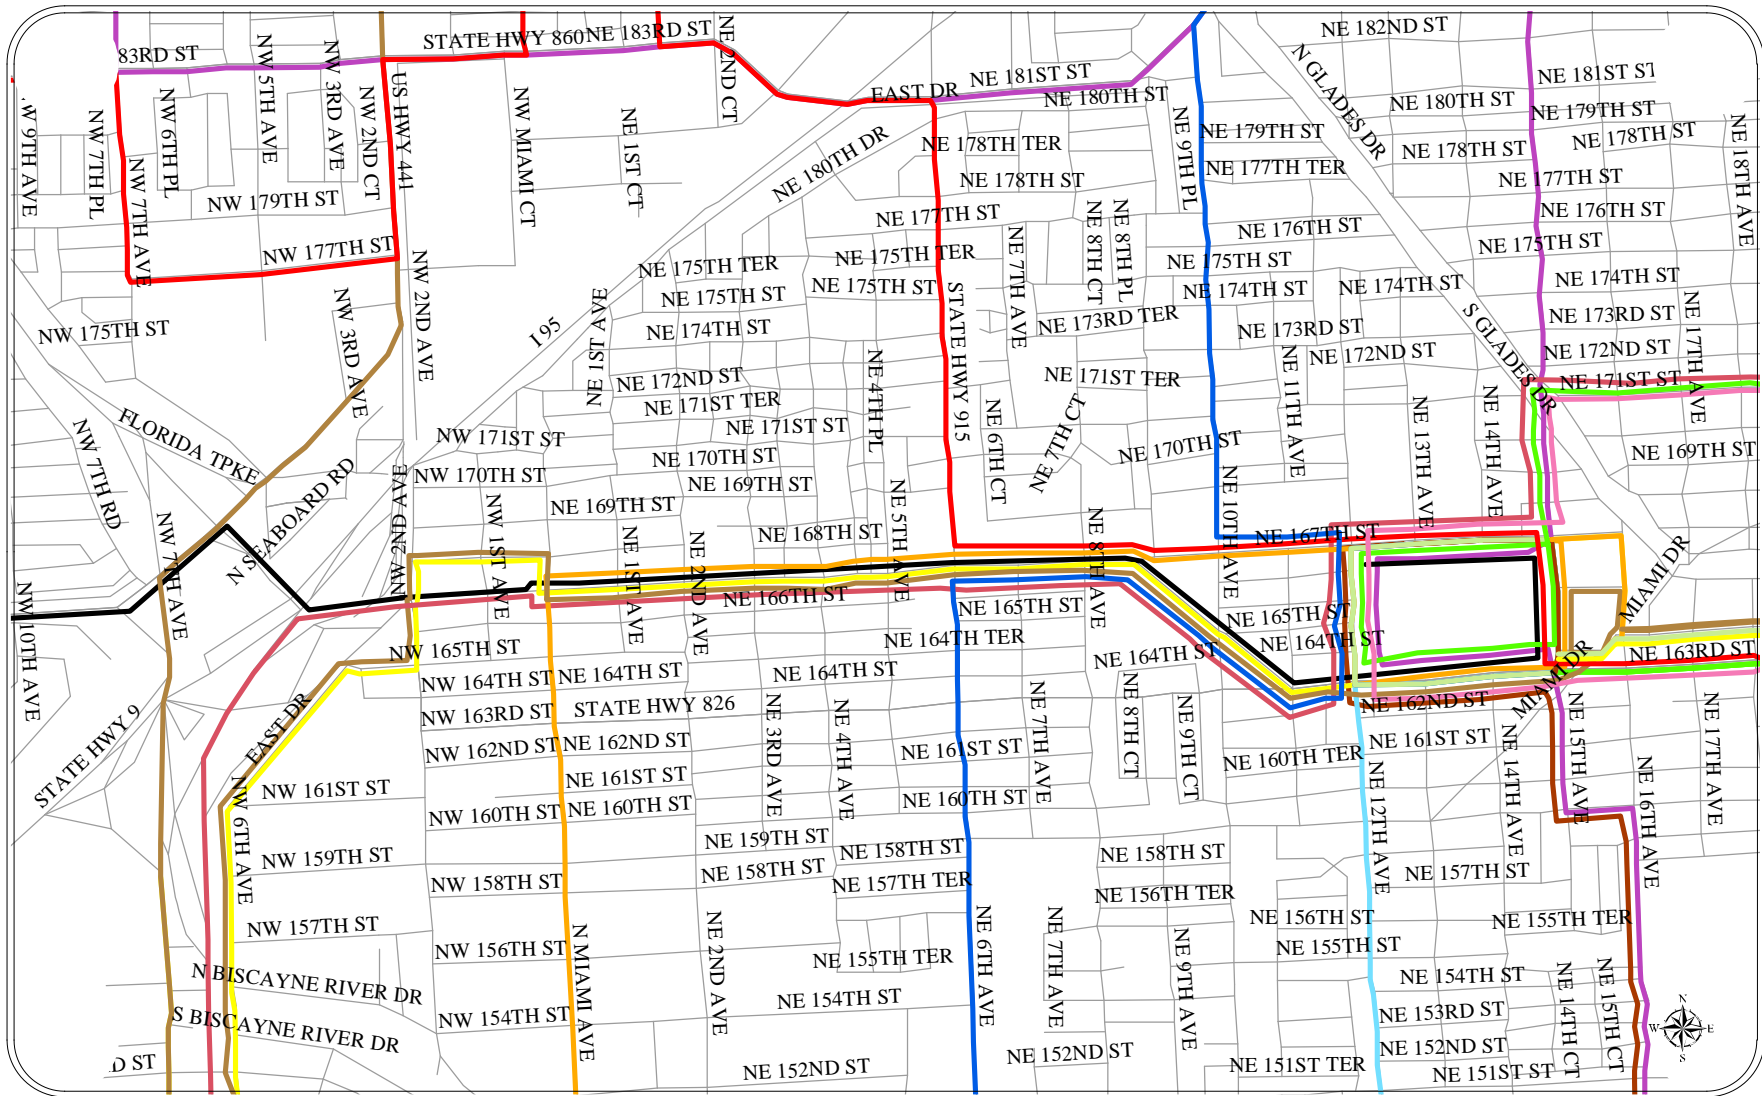 NE 182ND ST
STATE HWY 860
NE 183RD ST
NE 2ND CT
83RD ST
NW 5TH AVE
NW 3RD AVE
N GLADES DR
NE 181ST ST
NE 181ST ST
EAST DR
NE 180TH ST
NE 180TH ST
NE 179TH ST
US HWY 441
NW 2ND CT
NW MIAMI CT
NE 1ST CT
NW 6TH PL
NW 7TH PL
W 9TH AVE
NW 7TH AVE
NE 180TH DR
NE 178TH TER
NE 9TH PL
NE 179TH ST
NE 178TH ST
NE 178TH ST
NE 18TH AVE
NE 177TH TER
NE 178TH ST
NE 177TH ST
NW 179TH ST
NE 177TH ST
NE 176TH ST
NE 176TH ST
NE 8TH CT
NE 8TH PL
NE 7TH AVE
NW 177TH ST
NE 175TH ST
NE 175TH TER
NE 175TH TER
NE 175TH ST
NW 2ND AVE
NE 175TH ST
NE 175TH ST
NE 174TH ST
NE 174TH ST
NE 174TH ST
NW 3RD AVE
NE 1ST AVE
I 95
STATE HWY 915
NW 175TH ST
NE 174TH ST
NE 173RD TER
NE 173RD ST
S GLADES DR
NE 173RD ST
NE 17TH AVE
NE 172ND ST
NE 172ND ST
NE 11TH AVE
NE 4TH PL
NE 172ND ST
NE 171ST TER
NE 171ST ST
NE 171ST TER
NE 6TH CT
NE 7TH CT
NE 13TH AVE
NE 14TH AVE
FLORIDA TPKE
NW 7TH RD
NW 171ST ST
NE 171ST ST
NE 170TH ST
NE 169TH ST
NW 170TH ST
NE 170TH ST
N SEABOARD RD
NW 2ND AVE
NE 169TH ST
NE 169TH ST
NE 10TH AVE
NW 7TH AVE
NW 1ST AVE
NE 1ST AVE
NE 2ND AVE
NE 168TH ST
NE 5TH AVE
NE 8TH AVE
NE 167TH ST
MIAMI DR
NW 10TH AVE
NE 166TH ST
NE 165TH ST
NE 165TH ST
NW 165TH ST
NE 164TH TER
NE 164TH ST
NE 164TH ST
NE 163RD ST
MIAMI DR
NW 164TH ST
NE 164TH ST
NE 164TH ST
NE 8TH CT
NE 9TH CT
NE 7TH AVE
STATE HWY 9
EAST DR
NW 163RD ST
STATE HWY 826
NE 3RD AVE
NE 4TH AVE
NE 162ND ST
NE 15TH AVE
NE 17TH AVE
NW 162ND ST
NE 162ND ST
NE 161ST ST
NE 160TH TER
NE 161ST ST
NE 14TH AVE
NE 16TH AVE
NW 6TH AVE
NW 161ST ST
NE 161ST ST
NE 12TH AVE
NW 160TH ST
NE 160TH ST
NE 160TH ST
NW 159TH ST
NE 159TH ST
NE 158TH ST
NE 158TH ST
NW 158TH ST
NE 158TH ST
NE 157TH TER
NE 157TH ST
NE 156TH TER
NW 157TH ST
NE 2ND AVE
NE 6TH AVE
NE 7TH AVE
NE 9TH AVE
NE 156TH ST
NE 155TH TER
N MIAMI AVE
NW 156TH ST
NE 155TH TER
NE 155TH ST
N BISCAYNE RIVER DR
NE 154TH ST
NE 154TH ST
NE 14TH CT
NE 15TH CT
NW 154TH ST
NE 153RD ST
N
W
E
S
S BISCAYNE RIVER DR
NE 152ND ST
NE 152ND ST
D ST
NE 152ND ST
NE 151ST TER
NE 151ST ST